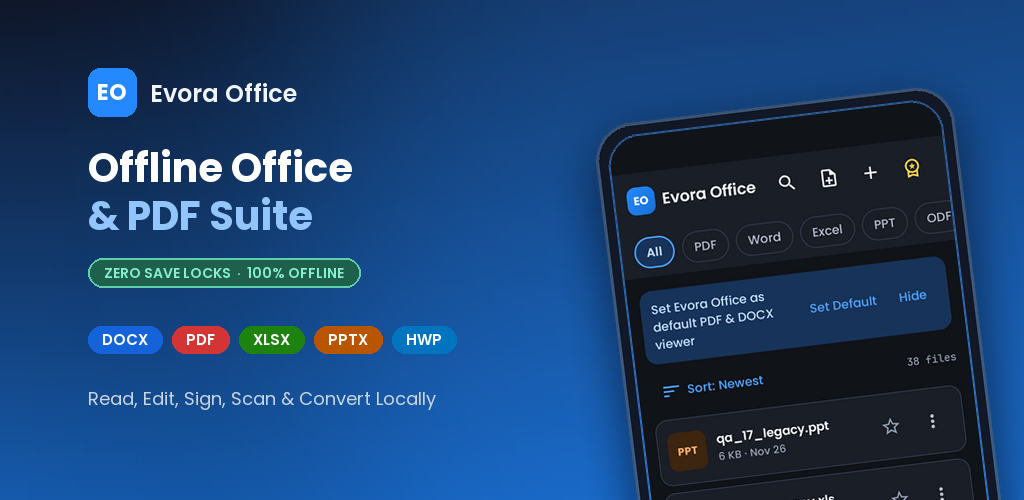 EO Evora Office
Offline Office
& PDF Suite
ZERO SAVE LOCKS · 100% OFFLINE
DOCX PDF XLSX PPTX HWP
Read, Edit, Sign, Scan & Convert Locally
EO Evora Office
All PDF Word Excel PPT ODF
Set Evora Office as
default PDF & DOCX
viewer
Set Default Hide
38 files
Sort: Newest
PPT
qa_17_legacy.ppt
6 KB · Nov 26